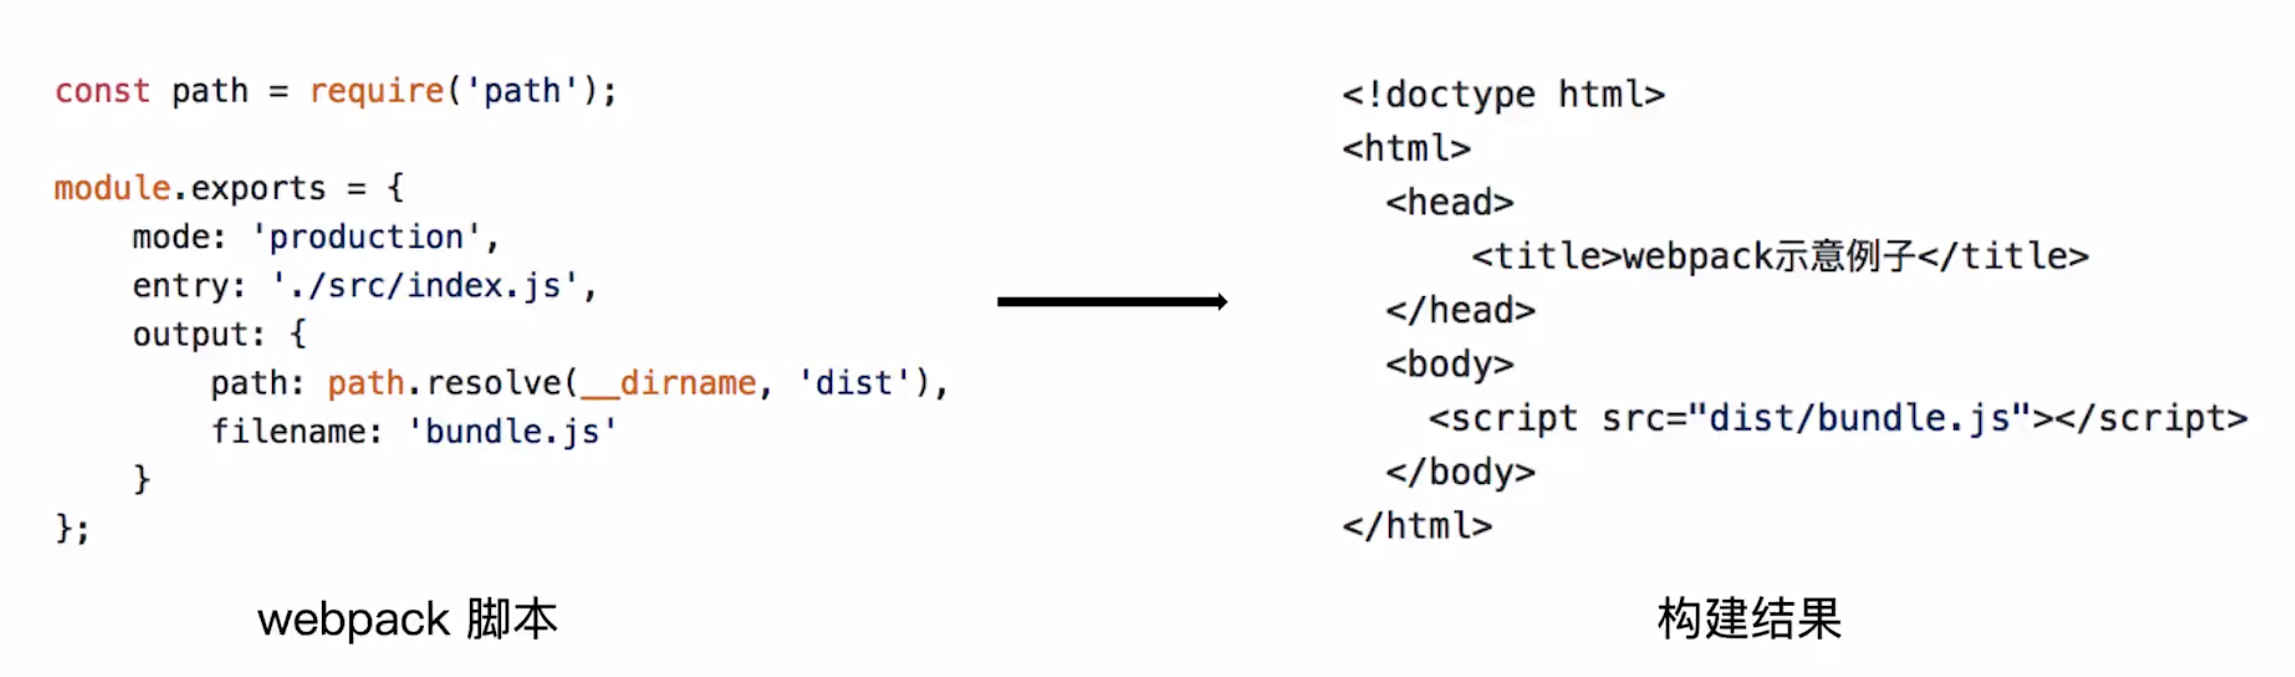 const path = require('path');
module.exports = {
    mode: 'production',
    entry: './src/index.js',
    output: {
        path: path.resolve(__dirname, 'dist'),
        filename: 'bundle.js'
    }
};
webpack 脚本
<!doctype html>
<html>
  <head>
      <title>webpack示意例子</title>
  </head>
  <body>
    <script src="dist/bundle.js"></script>
  </body>
</html>
构建结果